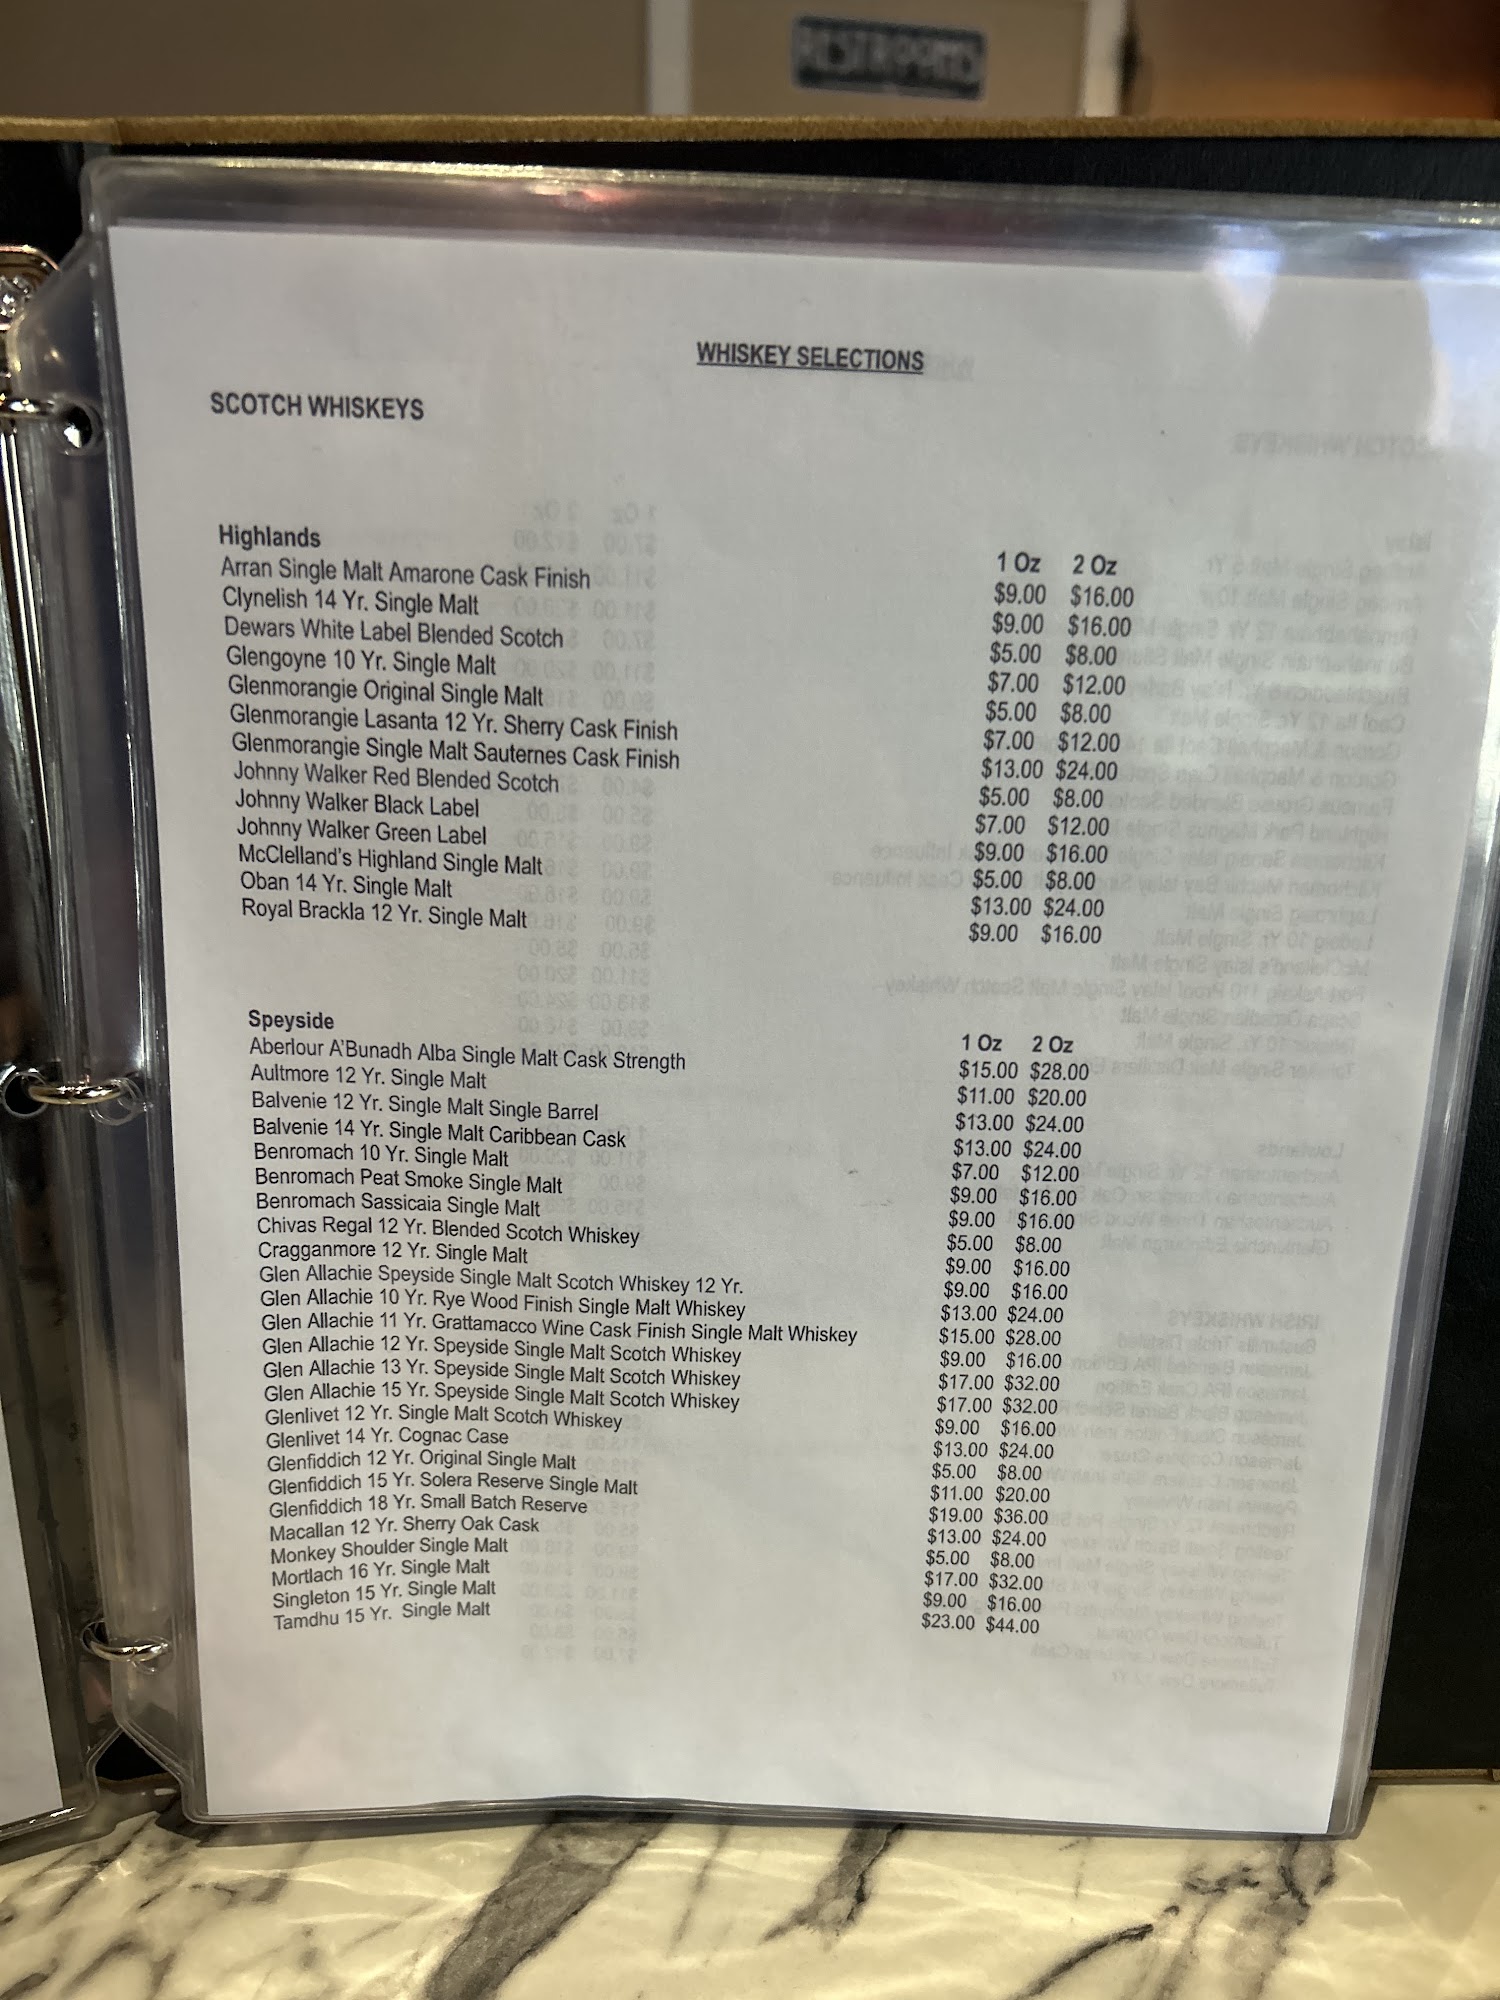 RESTROOMS
WHISKEY SELECTIONS
SCOTCH WHISKEYS
Highlands 1 Oz 2 Oz
Arran Single Malt Amarone Cask Finish $9.00 $16.00
Clynelish 14 Yr. Single Malt $9.00 $16.00
Dewars White Label Blended Scotch $5.00 $8.00
Glengoyne 10 Yr. Single Malt $7.00 $12.00
Glenmorangie Original Single Malt $5.00 $8.00
Glenmorangie Lasanta 12 Yr. Sherry Cask Finish $7.00 $12.00
Glenmorangie Single Malt Sauternes Cask Finish $13.00 $24.00
Johnny Walker Red Blended Scotch $5.00 $8.00
Johnny Walker Black Label $7.00 $12.00
Johnny Walker Green Label $9.00 $16.00
McClelland's Highland Single Malt $5.00 $8.00
Oban 14 Yr. Single Malt $13.00 $24.00
Royal Brackla 12 Yr. Single Malt $9.00 $16.00
Speyside 1 Oz 2 Oz
Aberlour A'Bunadh Alba Single Malt Cask Strength $15.00 $28.00
Aultmore 12 Yr. Single Malt $11.00 $20.00
Balvenie 12 Yr. Single Malt Single Barrel $13.00 $24.00
Balvenie 14 Yr. Single Malt Caribbean Cask $13.00 $24.00
Benromach 10 Yr. Single Malt $7.00 $12.00
Benromach Peat Smoke Single Malt $9.00 $16.00
Benromach Sassicaia Single Malt $9.00 $16.00
Chivas Regal 12 Yr. Blended Scotch Whiskey $5.00 $8.00
Cragganmore 12 Yr. Single Malt $9.00 $16.00
Glen Allachie Speyside Single Malt Scotch Whiskey 12 Yr. $9.00 $16.00
Glen Allachie 10 Yr. Rye Wood Finish Single Malt Whiskey $13.00 $24.00
Glen Allachie 11 Yr. Grattamacco Wine Cask Finish Single Malt Whiskey $15.00 $28.00
Glen Allachie 12 Yr. Speyside Single Malt Scotch Whiskey $9.00 $16.00
Glen Allachie 13 Yr. Speyside Single Malt Scotch Whiskey $17.00 $32.00
Glen Allachie 15 Yr. Speyside Single Malt Scotch Whiskey $17.00 $32.00
Glenlivet 12 Yr. Single Malt Scotch Whiskey $9.00 $16.00
Glenlivet 14 Yr. Cognac Case $13.00 $24.00
Glenfiddich 12 Yr. Original Single Malt $5.00 $8.00
Glenfiddich 15 Yr. Solera Reserve Single Malt $11.00 $20.00
Glenfiddich 18 Yr. Small Batch Reserve $19.00 $36.00
Macallan 12 Yr. Sherry Oak Cask $13.00 $24.00
Monkey Shoulder Single Malt $5.00 $8.00
Mortlach 16 Yr. Single Malt $17.00 $32.00
Singleton 15 Yr. Single Malt $9.00 $16.00
Tamdhu 15 Yr. Single Malt $23.00 $44.00